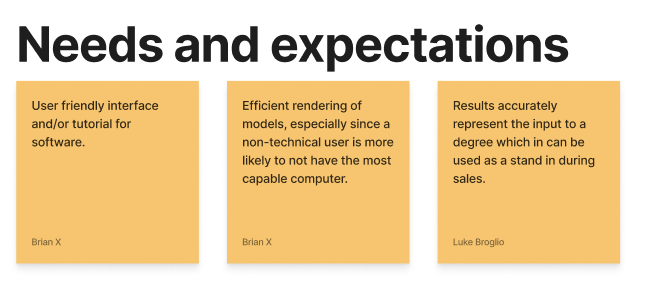 Needs and expectations
User friendly interface
and/or tutorial for
software.
Brian X
Efficient rendering of
models, especially since a
non-technical user is more
likely to not have the most
capable computer.
Brian X
Results accurately
represent the input to a
degree which in can be
used as a stand in during
sales.
Luke Broglio